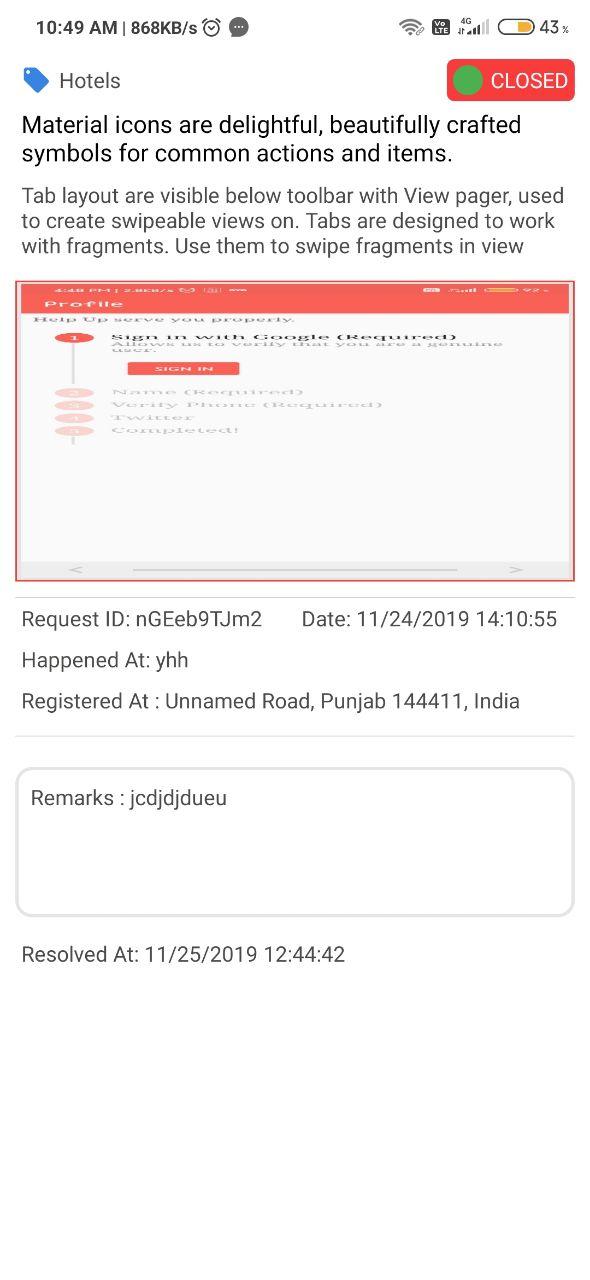 10:49 AM | 868KB/s
4G
Vo LTE
43 %
Hotels
CLOSED
Material icons are delightful, beautifully crafted
symbols for common actions and items.
Tab layout are visible below toolbar with View pager, used
to create swipeable views on. Tabs are designed to work
with fragments. Use them to swipe fragments in view
4:48 PM | 2.8KB/s
92
Profile
Help Up serve you properly.
1
Sign in with Google (Required)
Allows us to verify that you are a genuine
user.
SIGN IN
2 Name (Required)
3 Verify Phone (Required)
4 Twitter
5 Completed!
< >
Request ID: nGEeb9TJm2 Date: 11/24/2019 14:10:55
Happened At: yhh
Registered At : Unnamed Road, Punjab 144411, India
Remarks : jcdjdjdueu
Resolved At: 11/25/2019 12:44:42